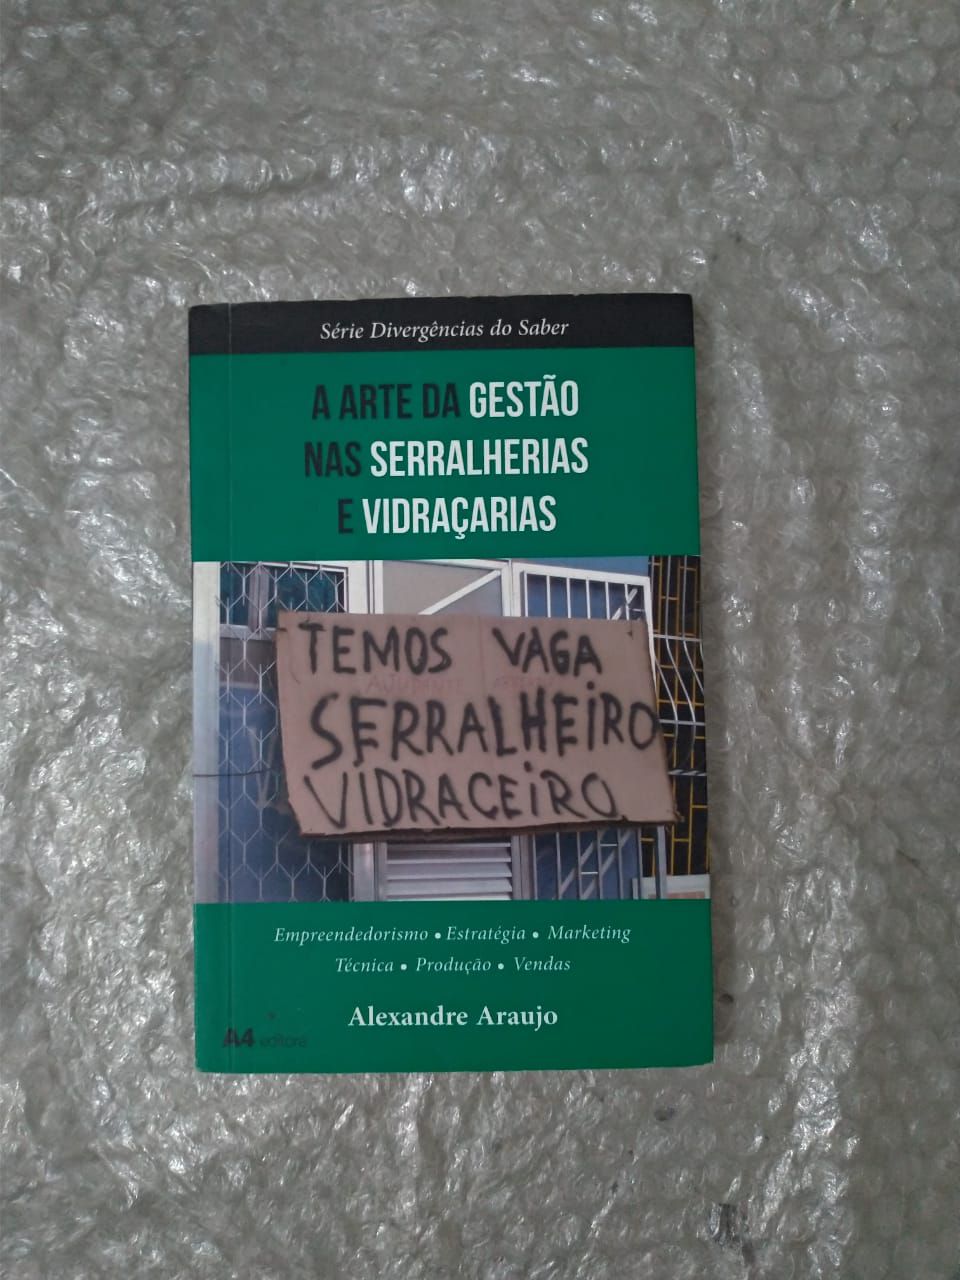 Série Divergências do Saber
A ARTE DA GESTÃO
NAS SERRALHERIAS
E VIDRAÇARIAS
TEMOS VAGA
AJUDANTE
SERRALHEIRO
VIDRACEIRO
Empreendedorismo • Estratégia • Marketing
Técnica • Produção • Vendas
Alexandre Araujo
A4 editora